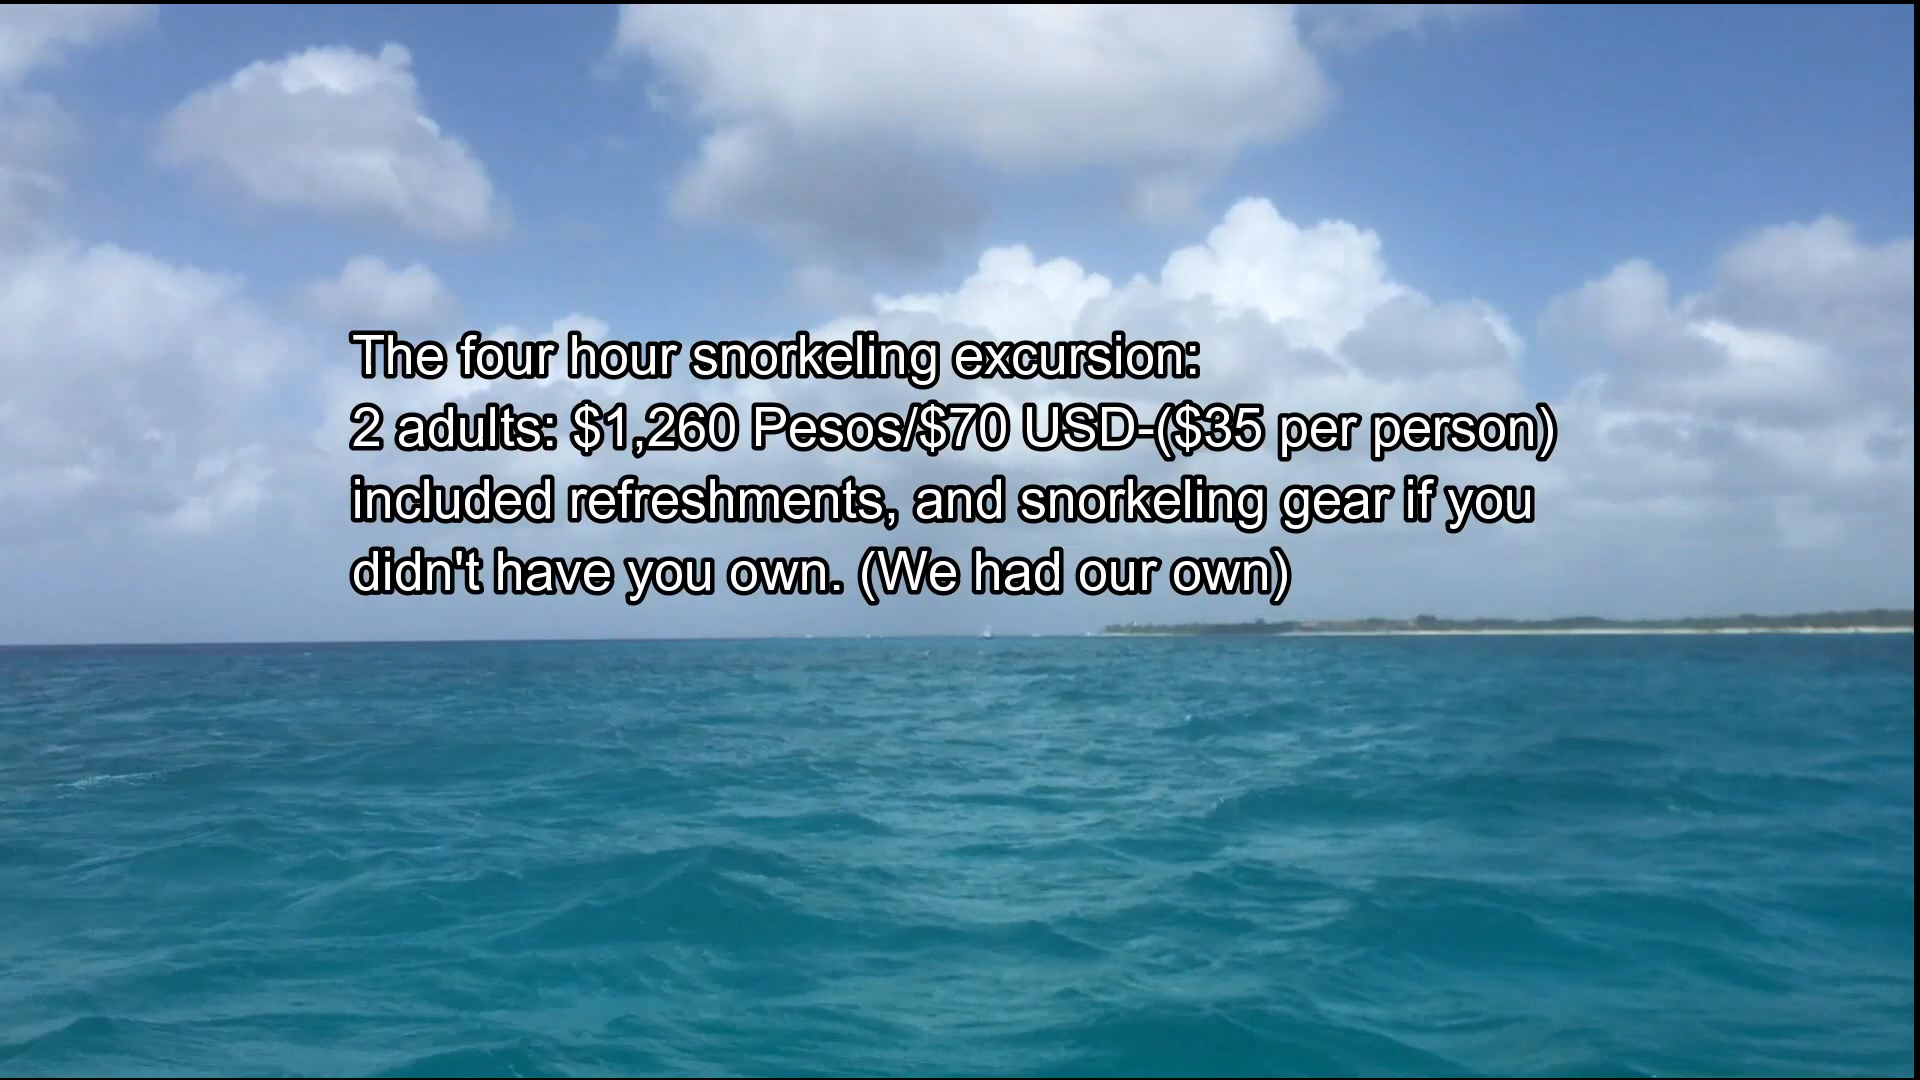 The four hour snorkeling excursion:
2 adults: $1,260 Pesos/$70 USD-($35 per person)
included refreshments, and snorkeling gear if you
didn't have you own. (We had our own)